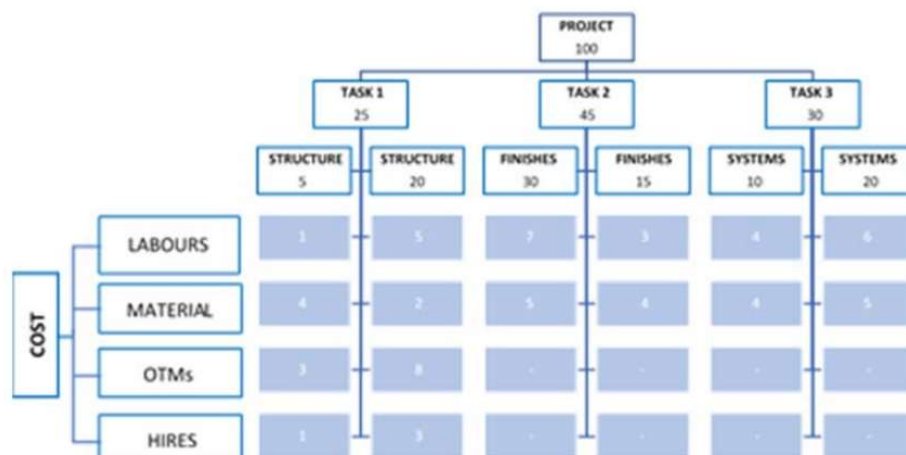 PROJECT
100
TASK 1
25
TASK 2
45
TASK 3
30
STRUCTURE
5
STRUCTURE
20
FINISHES
30
FINISHES
15
SYSTEMS
10
SYSTEMS
20
COST
LABOURS
1 5 7 3 4 6
MATERIAL
4 2 5 4 4 5
OTMs
3 8 - - - -
HIRES
1 3 - - - -